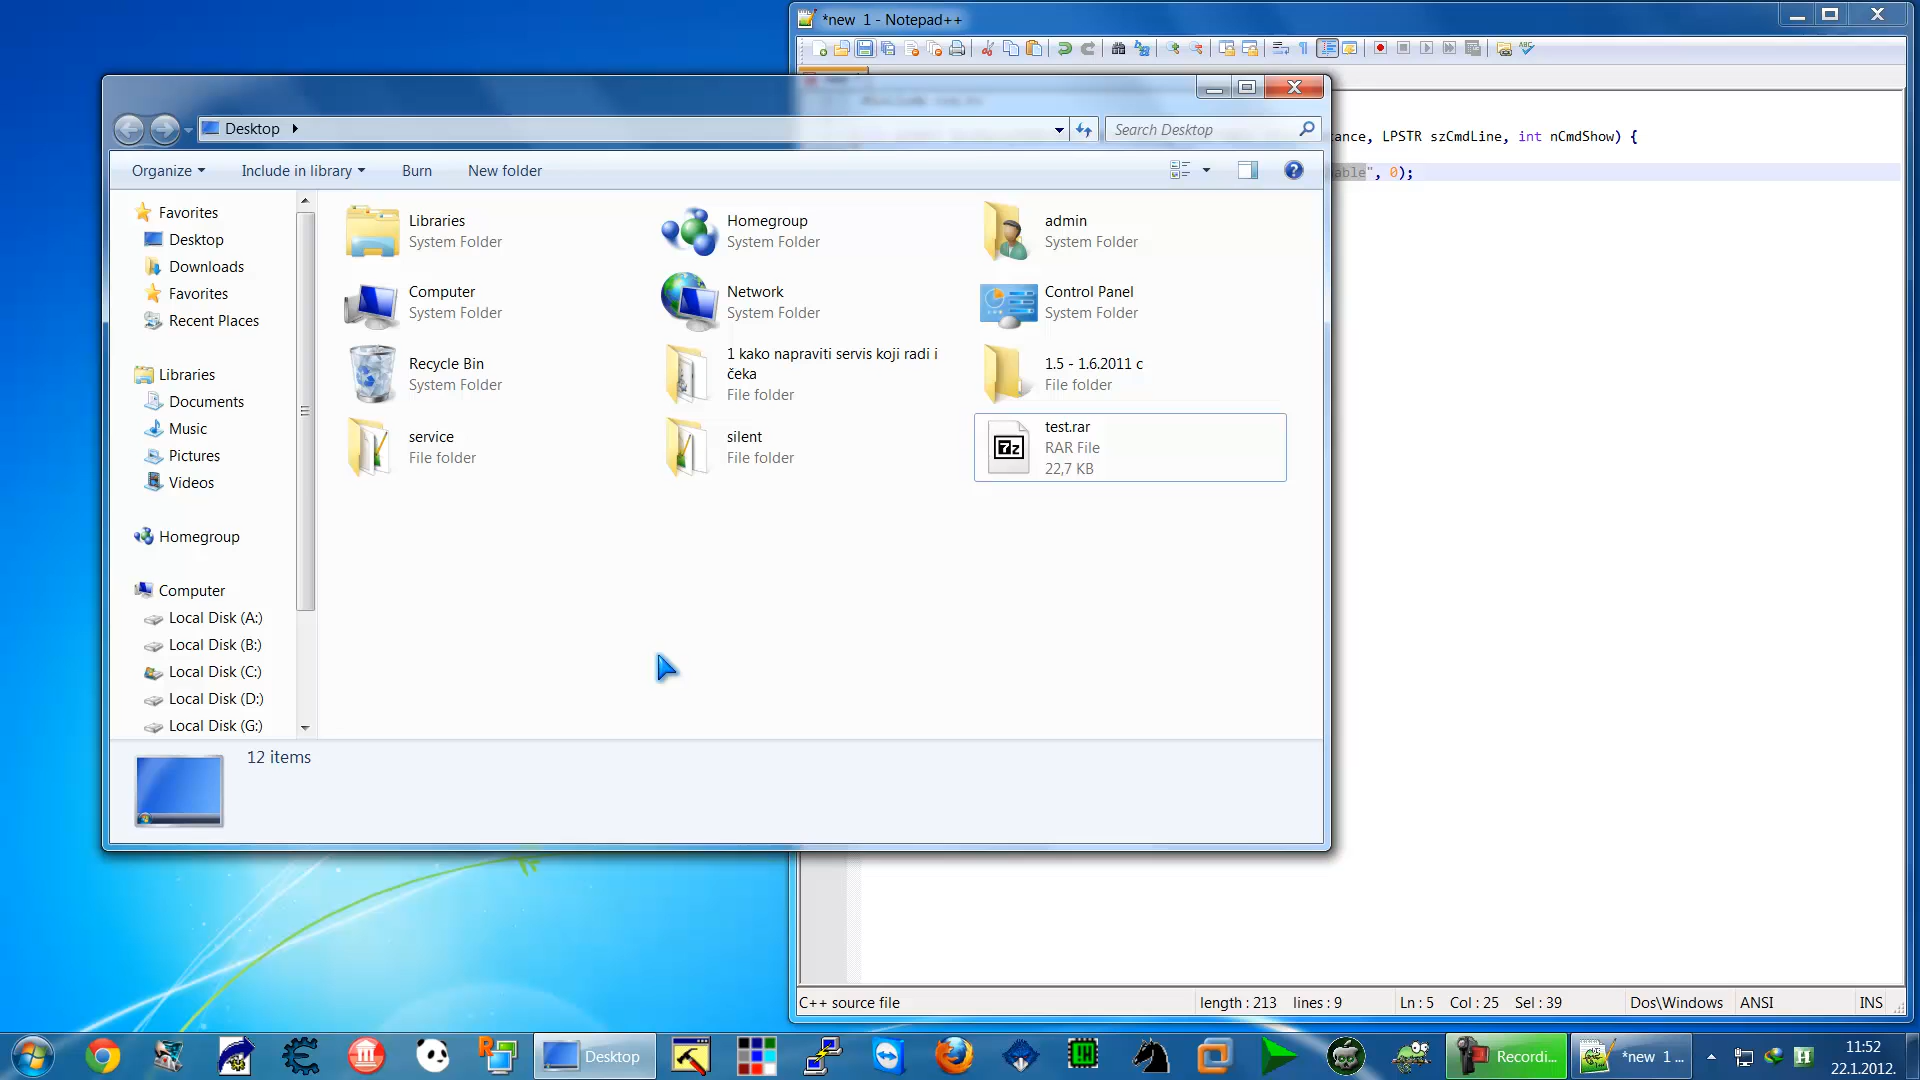 *new  1 - Notepad++
Desktop
Search Desktop
ance, LPSTR szCmdLine, int nCmdShow) {
Organize
Include in library
Burn
New folder
able", 0);
Favorites
Desktop
Downloads
Favorites
Recent Places
Libraries
Documents
Music
Pictures
Videos
Homegroup
Computer
Local Disk (A:)
Local Disk (B:)
Local Disk (C:)
Local Disk (D:)
Local Disk (G:)
Libraries
System Folder
Homegroup
System Folder
admin
System Folder
Computer
System Folder
Network
System Folder
Control Panel
System Folder
Recycle Bin
System Folder
1 kako napraviti servis koji radi i
čeka
File folder
1.5 - 1.6.2011 c
File folder
service
File folder
silent
File folder
test.rar
RAR File
22,7 KB
12 items
C++ source file
length : 213    lines : 9
Ln : 5    Col : 25    Sel : 39
Dos\Windows
ANSI
INS
Desktop
Recordi...
*new  1 ...
11:52
22.1.2012.